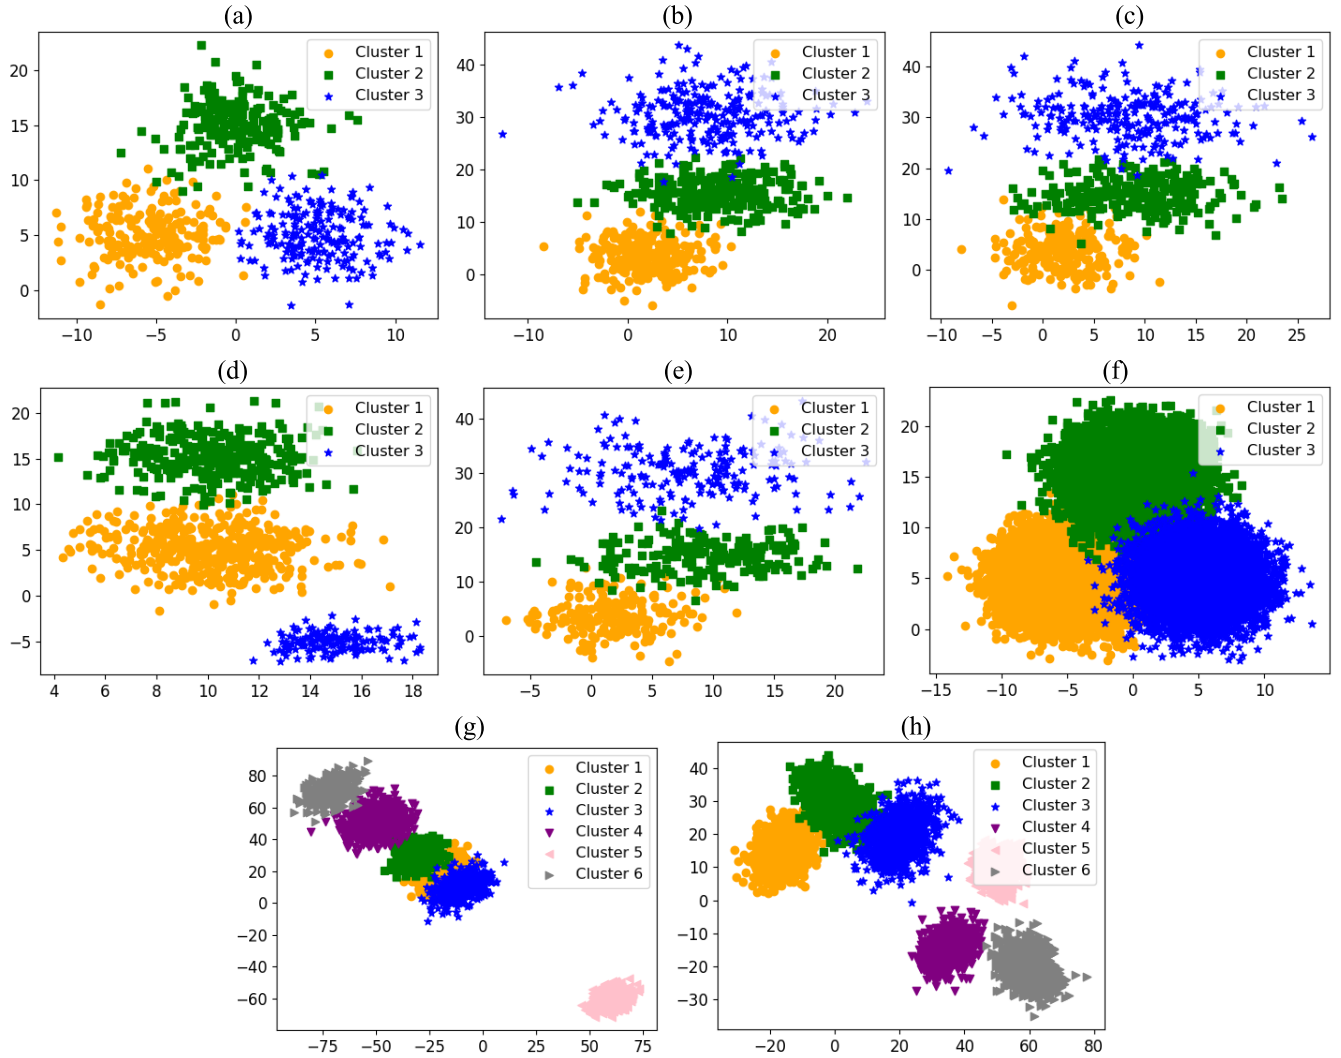 (a)
Cluster 1
Cluster 2
Cluster 3
20
15
10
5
0
−10 −5 0 5 10
(b)
Cluster 1
Cluster 2
Cluster 3
40
30
20
10
0
−10 0 10 20
(c)
Cluster 1
Cluster 2
Cluster 3
40
30
20
10
0
−10 −5 0 5 10 15 20 25
(d)
Cluster 1
Cluster 2
Cluster 3
20
15
10
5
0
−5
4 6 8 10 12 14 16 18
(e)
Cluster 1
Cluster 2
Cluster 3
40
30
20
10
0
−5 0 5 10 15 20
(f)
Cluster 1
Cluster 2
Cluster 3
20
15
10
5
0
−15 −10 −5 0 5 10
(g)
Cluster 1
Cluster 2
Cluster 3
Cluster 4
Cluster 5
Cluster 6
80
60
40
20
0
−20
−40
−60
−75 −50 −25 0 25 50 75
(h)
Cluster 1
Cluster 2
Cluster 3
Cluster 4
Cluster 5
Cluster 6
40
30
20
10
0
−10
−20
−30
−20 0 20 40 60 80